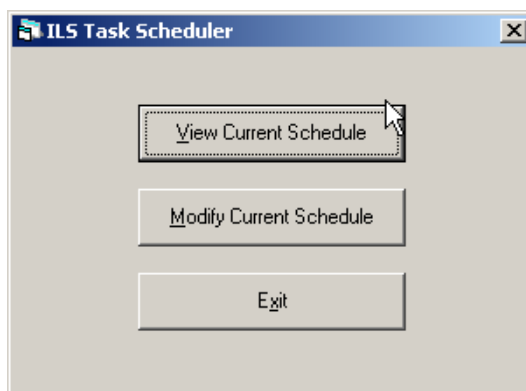 ILS Task Scheduler
View Current Schedule
Modify Current Schedule
Exit